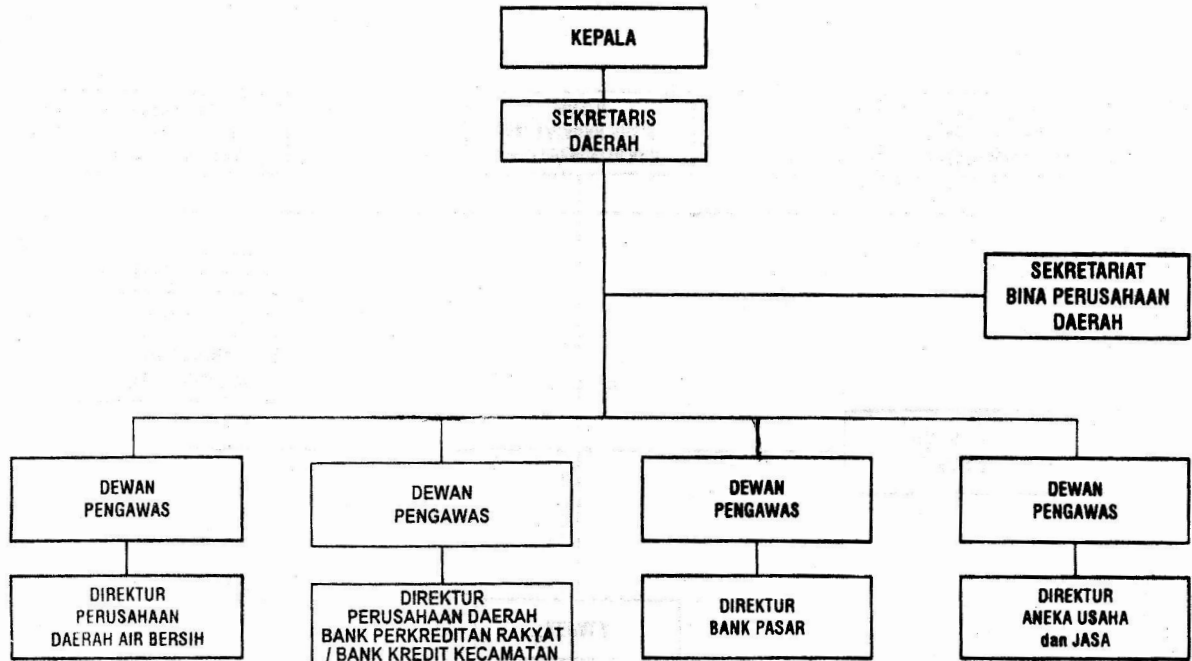 KEPALA
SEKRETARIS
DAERAH
SEKRETARIAT
BINA PERUSAHAAN
DAERAH
DEWAN
PENGAWAS
DEWAN
PENGAWAS
DEWAN
PENGAWAS
DEWAN
PENGAWAS
DIREKTUR
PERUSAHAAN
DAERAH AIR BERSIH
DIREKTUR
PERUSAHAAN DAERAH
BANK PERKREDITAN RAKYAT
/ BANK KREDIT KECAMATAN
DIREKTUR
BANK PASAR
DIREKTUR
ANEKA USAHA
dan JASA